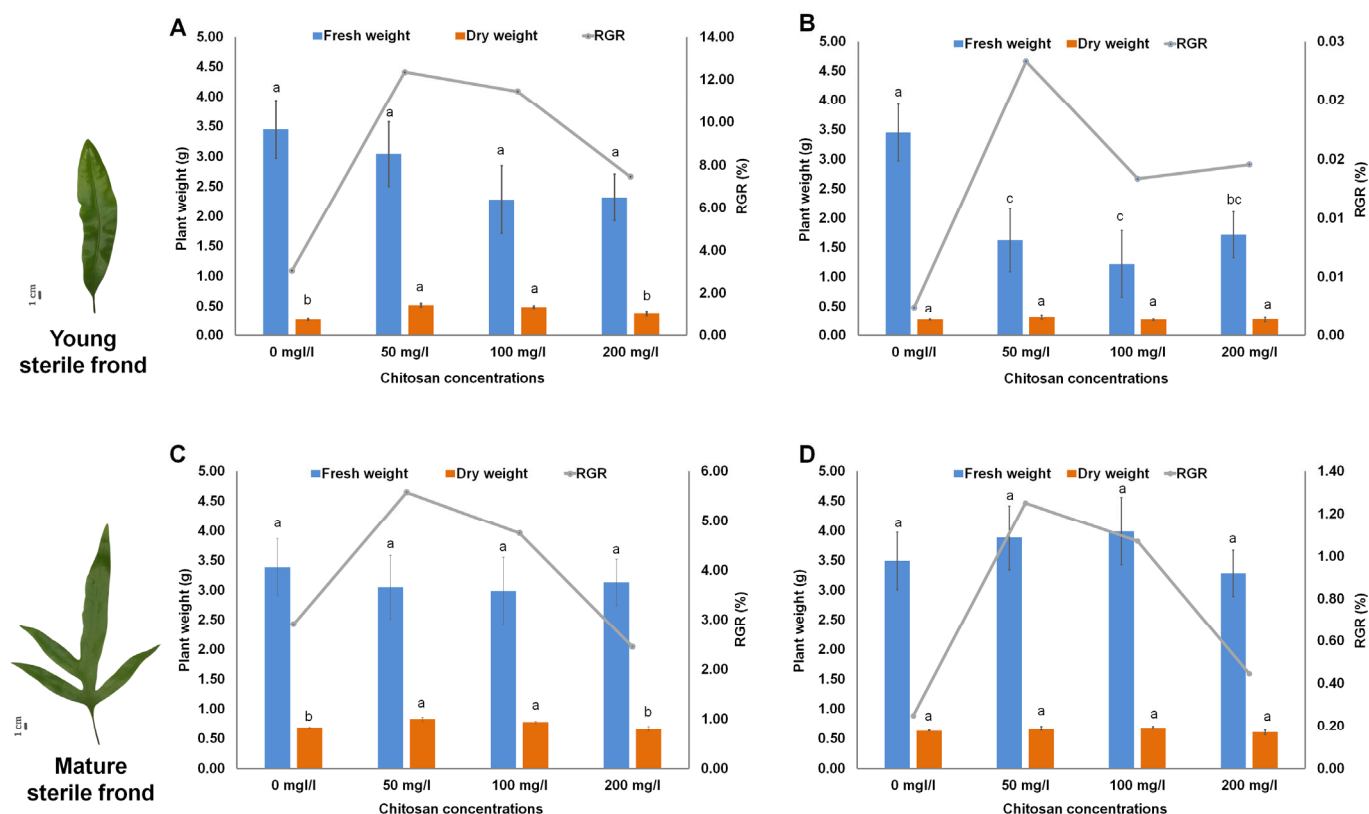 A
Fresh weight Dry weight RGR
5.00
4.50
4.00
3.50
3.00
2.50
2.00
1.50
1.00
0.50
0.00
Plant weight (g)
14.00
12.00
10.00
8.00
6.00
4.00
2.00
0.00
RGR (%)
a a a a
b a a b
0 mgl/l 50 mg/l 100 mg/l 200 mg/l
Chitosan concentrations
B
Fresh weight Dry weight RGR
5.00
4.50
4.00
3.50
3.00
2.50
2.00
1.50
1.00
0.50
0.00
Plant weight (g)
0.03
0.02
0.02
0.01
0.01
0.00
RGR (%)
a c c bc
a a a a
0 mgl/l 50 mg/l 100 mg/l 200 mg/l
Chitosan concentrations
1 cm
Young
sterile frond
C
Fresh weight Dry weight RGR
5.00
4.50
4.00
3.50
3.00
2.50
2.00
1.50
1.00
0.50
0.00
Plant weight (g)
6.00
5.00
4.00
3.00
2.00
1.00
0.00
RGR (%)
a a a a
b a a b
0 mgl/l 50 mg/l 100 mg/l 200 mg/l
Chitosan concentrations
D
Fresh weight Dry weight RGR
5.00
4.50
4.00
3.50
3.00
2.50
2.00
1.50
1.00
0.50
0.00
Plant weight (g)
1.40
1.20
1.00
0.80
0.60
0.40
0.20
0.00
RGR (%)
a a a a
a a a a
0 mgl/l 50 mg/l 100 mg/l 200 mg/l
Chitosan concentrations
1 cm
Mature
sterile frond